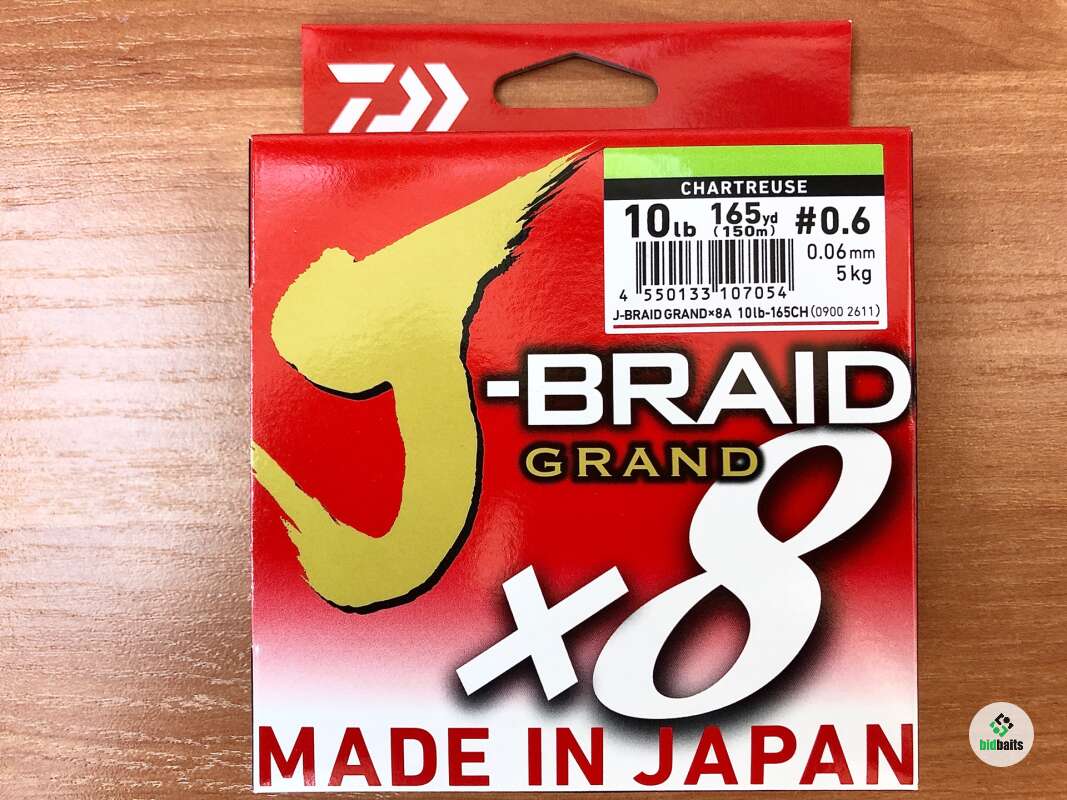 CHARTREUSE
10lb 165yd (150m) #0.6
0.06mm
5kg
4 550133 107054
J-BRAID GRAND×8A 10lb-165CH(0900 2611)
J-BRAID
GRAND
×8
MADE IN JAPAN
bidbaits